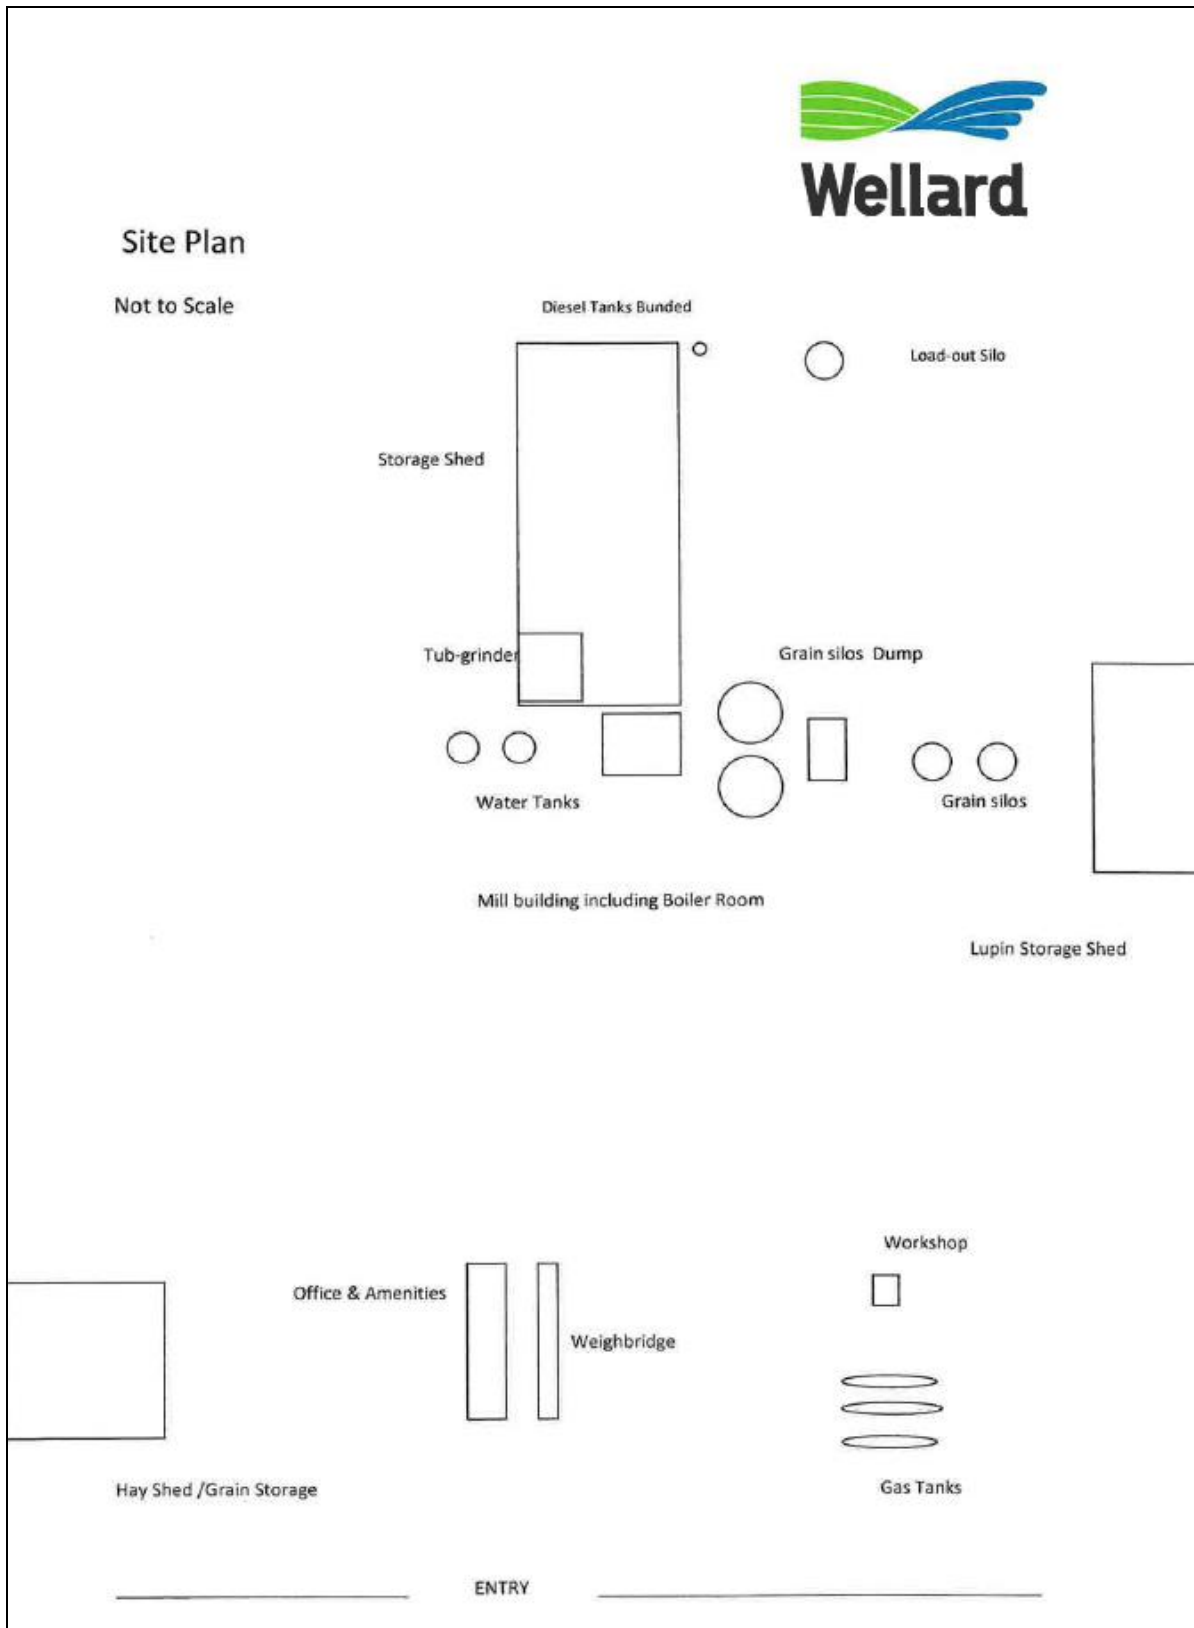 Wellard
Site Plan
Not to Scale
Diesel Tanks Bunded
Load-out Silo
Storage Shed
Tub-grinder
Grain silos  Dump
Water Tanks
Grain silos
Mill building including Boiler Room
Lupin Storage Shed
Workshop
Office & Amenities
Weighbridge
Hay Shed /Grain Storage
Gas Tanks
ENTRY